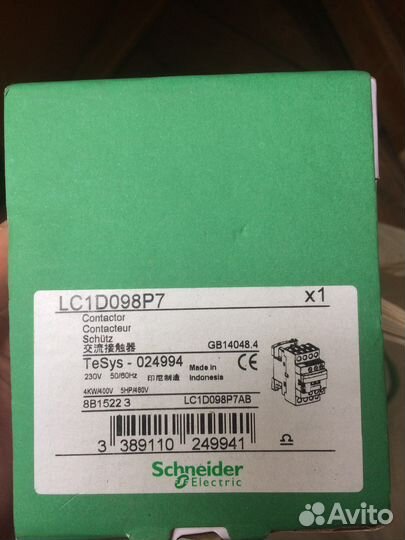 LC1D098P7 x1
Contactor
Contacteur
Schütz
交流接触器 GB14048.4
TeSys - 024994 Made in Indonesia CE
230V 50/60Hz 印尼制造
4KW/400V 5HP/460V
8B1522 3 LC1D098P7AB
3 389110 249941
Schneider
Electric
Avito